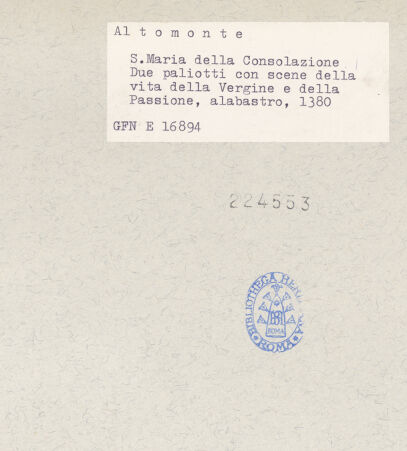 Altomonte
S.Maria della Consolazione
Due paliotti con scene della
vita della Vergine e della
Passione, alabastro, 1380
GFN E 16894
224553
BIBLIOTHECA
ROMA
ROMA